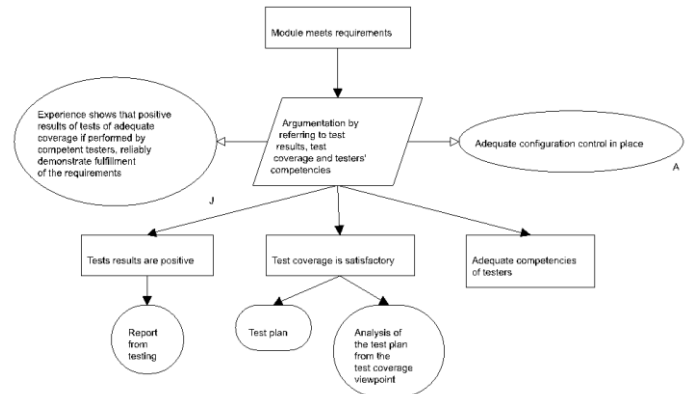 Module meets requirements
Experience shows that positive
results of tests of adequate
coverage if performed by
competent testers, reliably
demonstrate fulfillment
of the requirements
Argumentation by
referring to test
results, test
coverage and testers'
competencies
Adequate configuration control in place
A
J
Tests results are positive
Test coverage is satisfactory
Adequate competencies
of testers
Report
from
testing
Test plan
Analysis of
the test plan
from the
test coverage
viewpoint